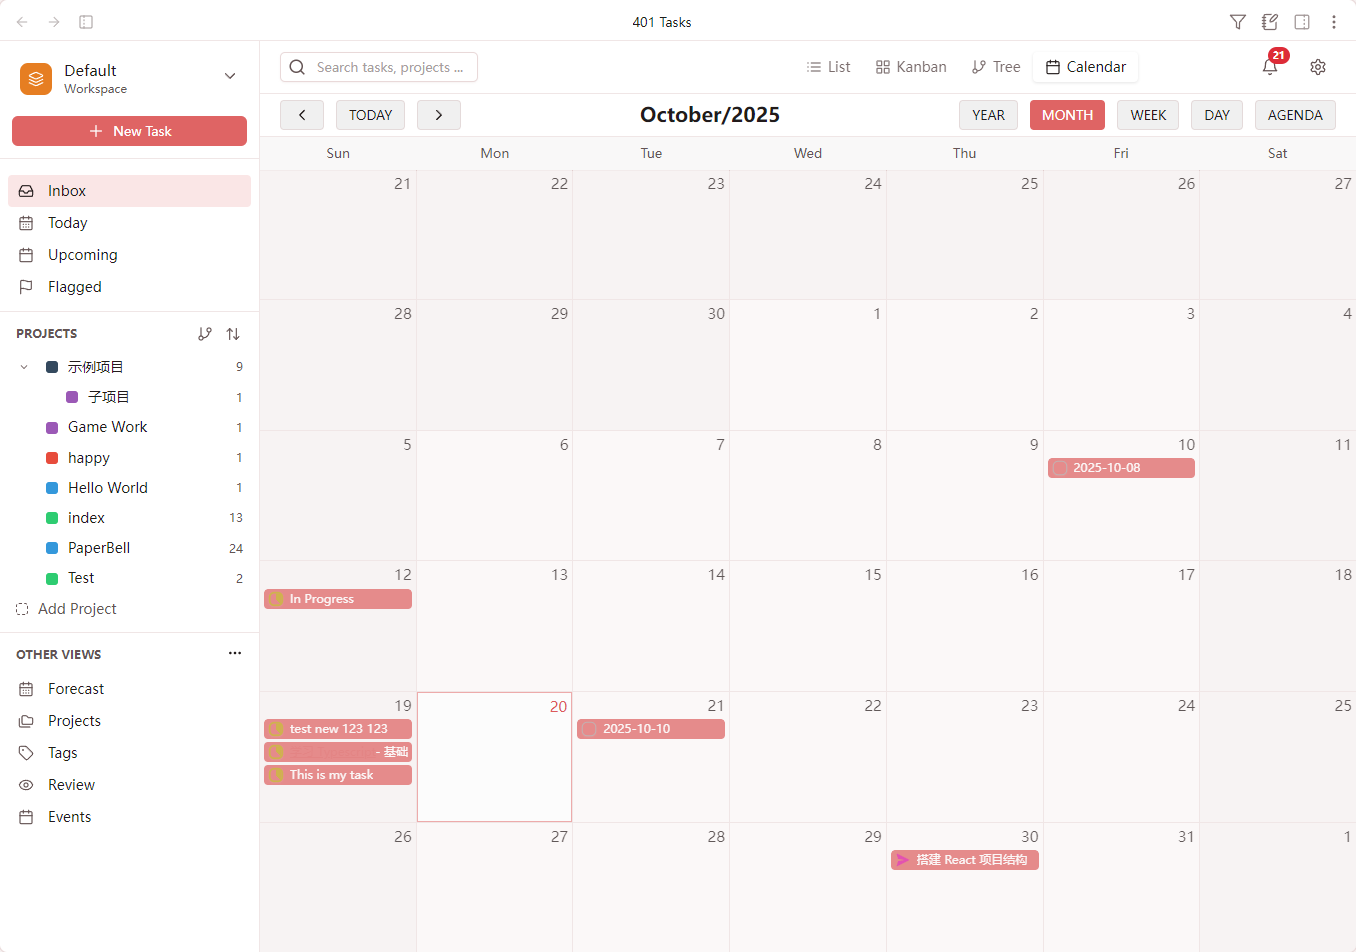 401 Tasks
Default
Workspace
New Task
Inbox
Today
Upcoming
Flagged
PROJECTS
示例项目 9
子项目 1
Game Work 1
happy 1
Hello World 1
index 13
PaperBell 24
Test 2
Add Project
OTHER VIEWS
Forecast
Projects
Tags
Review
Events
Search tasks, projects ...
List Kanban Tree Calendar
21
TODAY
October/2025
YEAR MONTH WEEK DAY AGENDA
Sun Mon Tue Wed Thu Fri Sat
21 22 23 24 25 26 27
28 29 30 1 2 3 4
5 6 7 8 9 10 11
2025-10-08
12 13 14 15 16 17 18
In Progress
19 20 21 22 23 24 25
test new 123 123
2025-10-10
- 基础
This is my task
26 27 28 29 30 31 1
搭建 React 项目结构